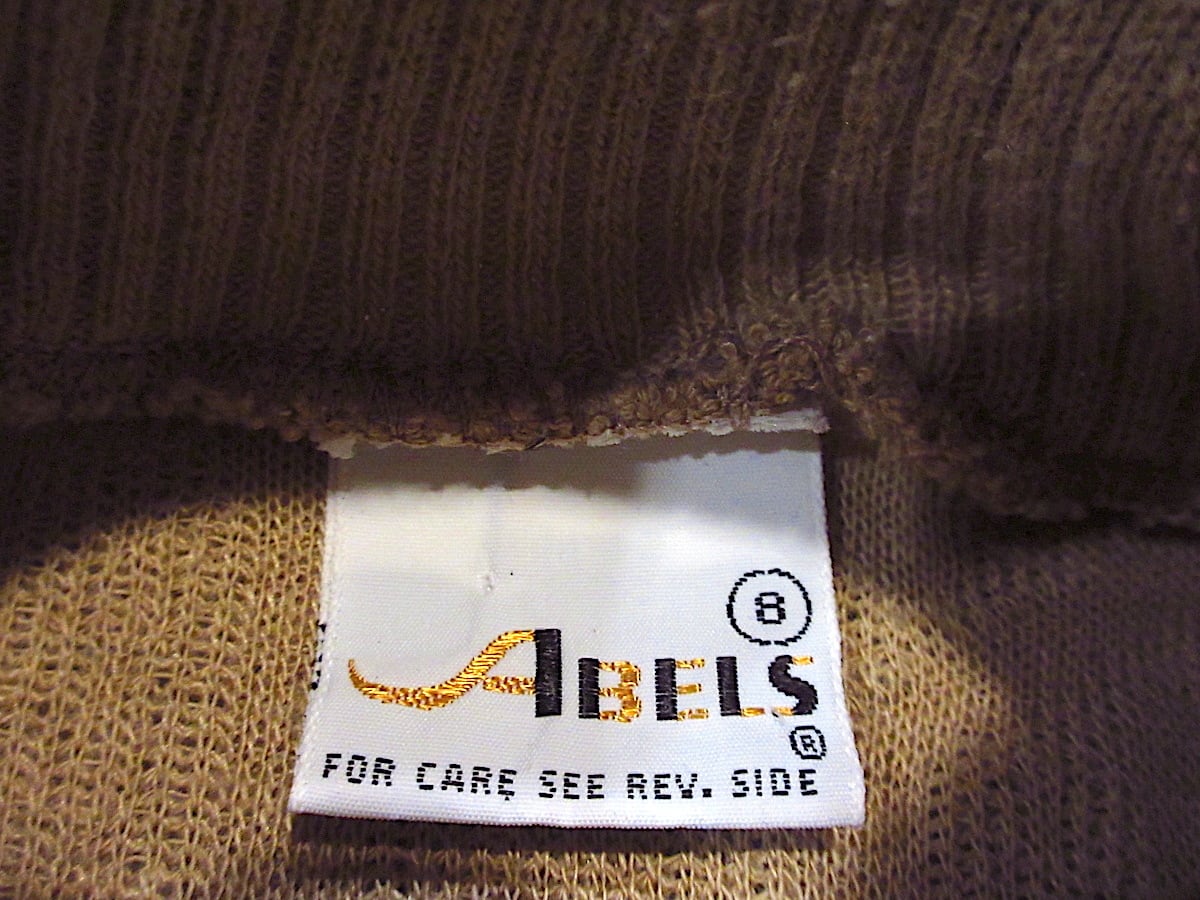 8
ABELS
®
FOR CARE SEE REV. SIDE